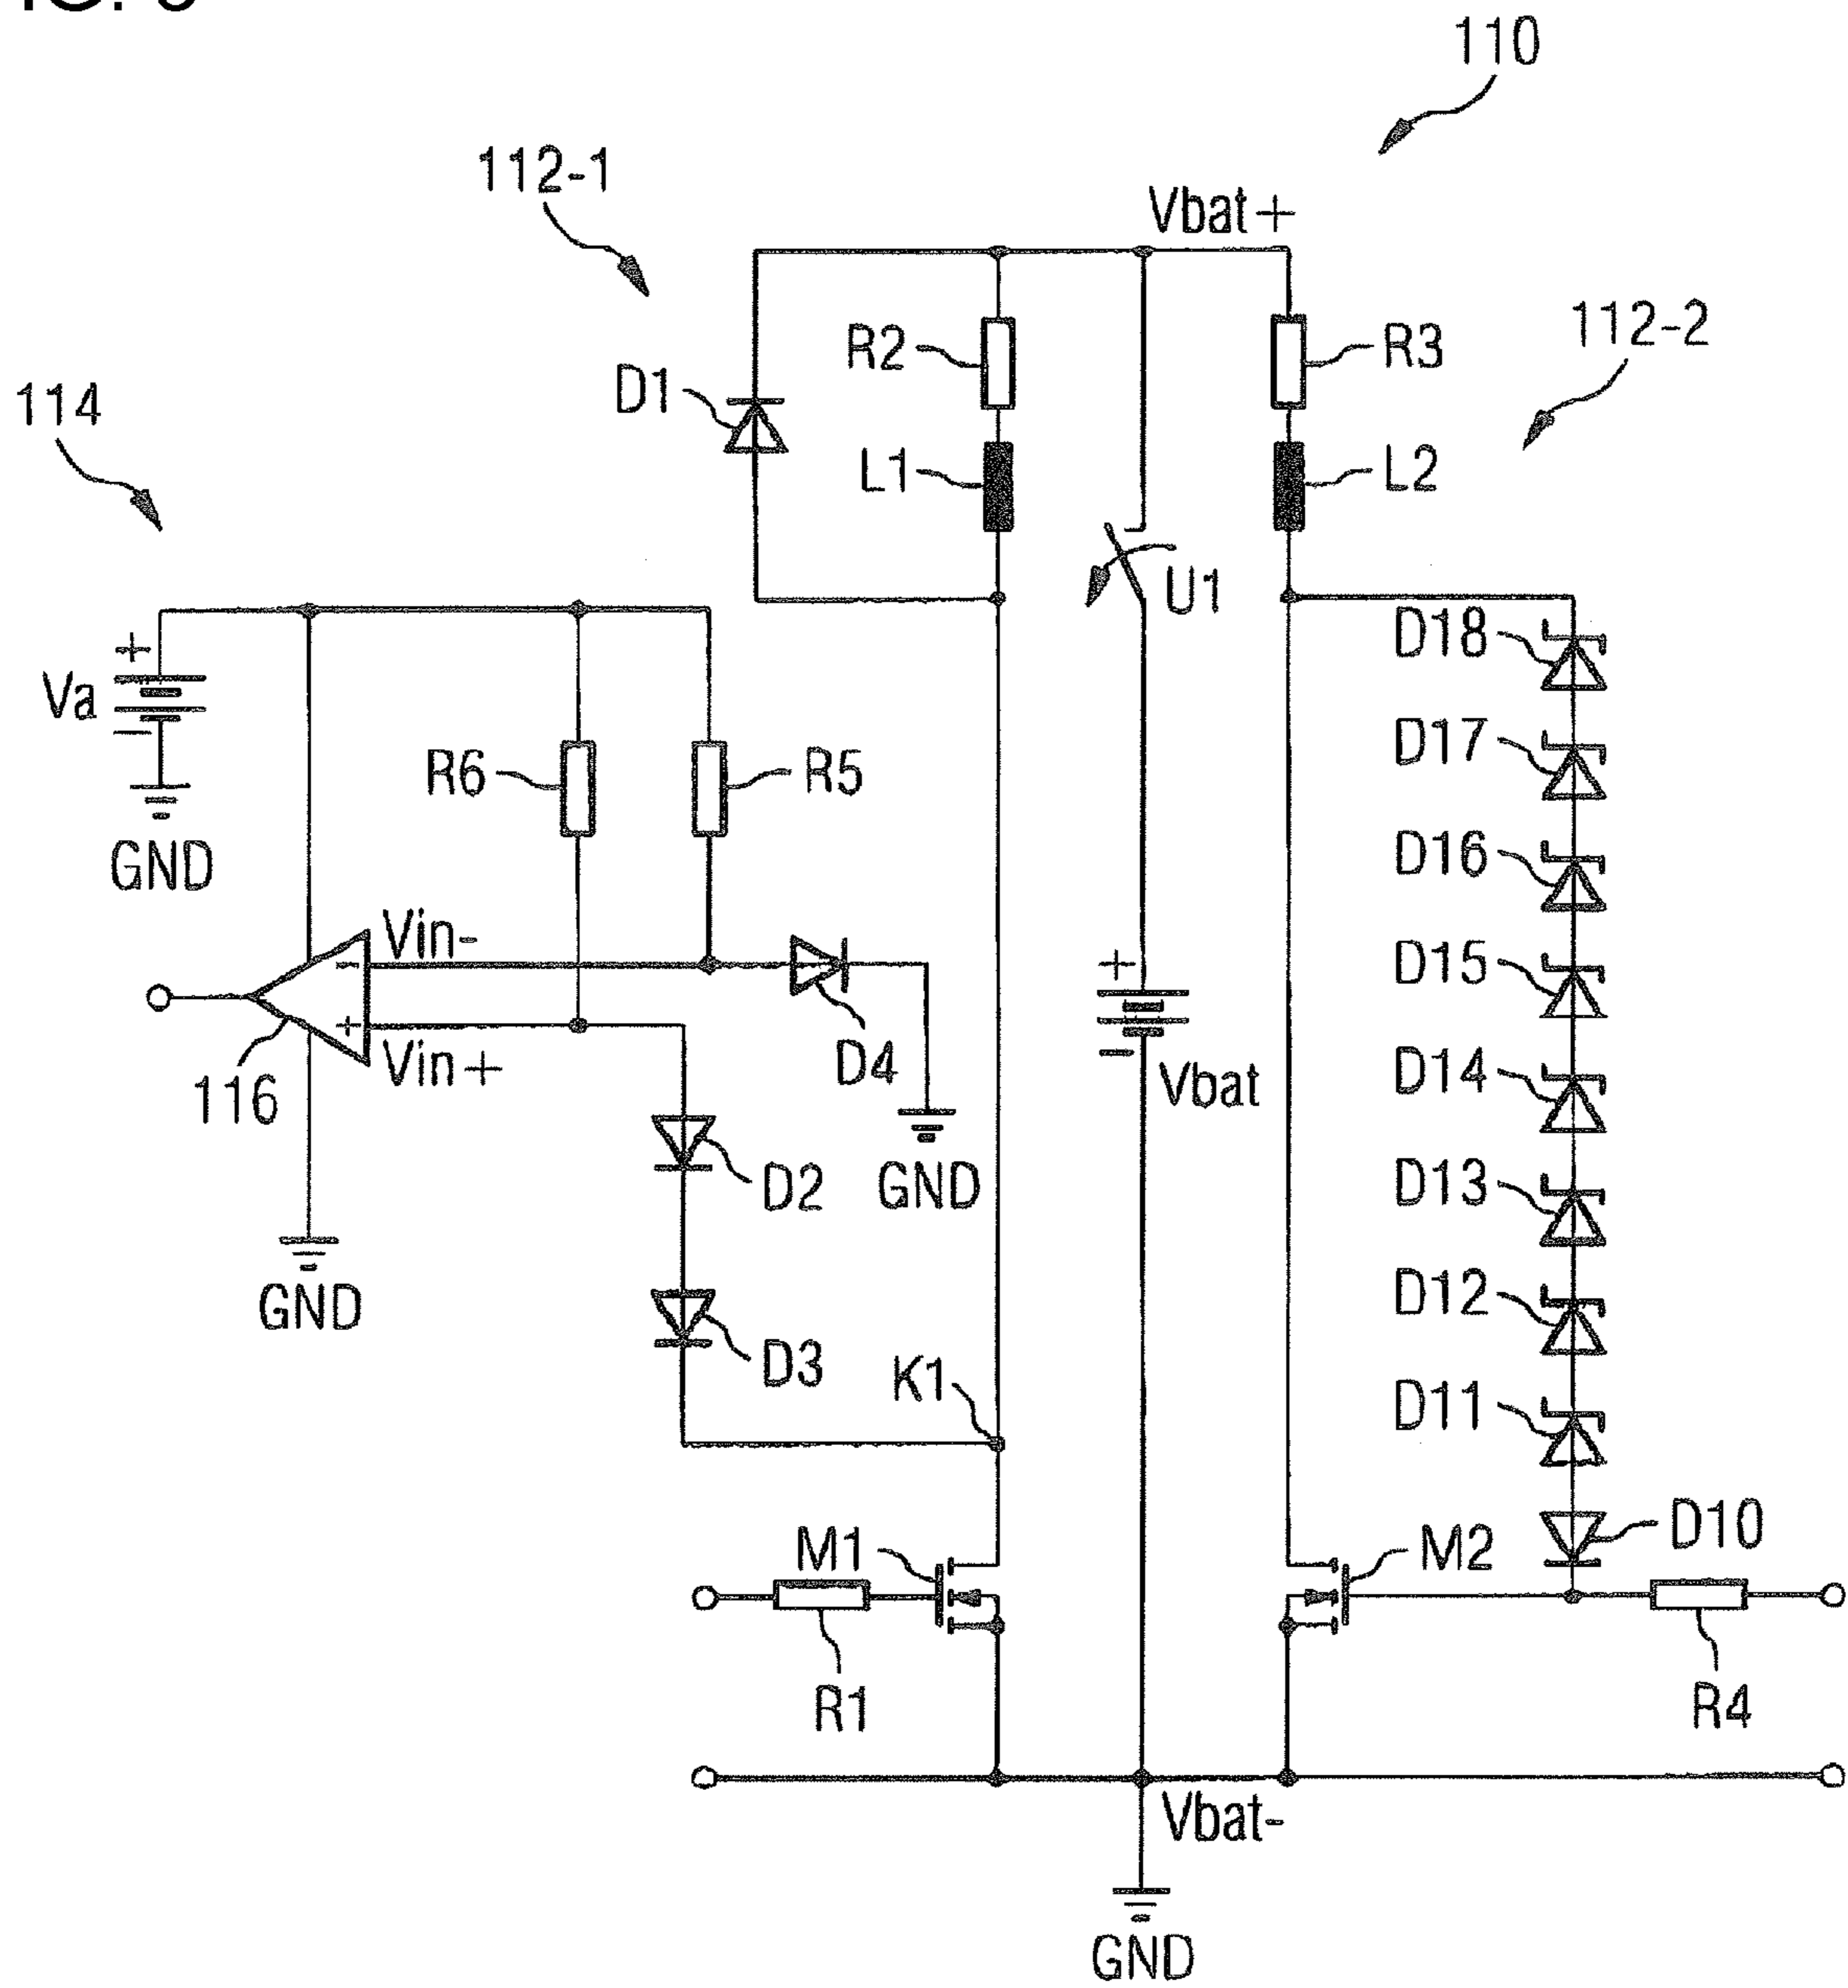 110
112-1
Vbat+
112-2
R2
R3
D1
114
L1
L2
U1
D18
+
Va
−
D17
R6
R5
D16
GND
Vin-
−
D15
+
+
Vin+
D4
−
Vbat
D14
116
D2
GND
D13
GND
D12
D3
K1
D11
M1
M2
D10
R1
R4
Vbat-
GND